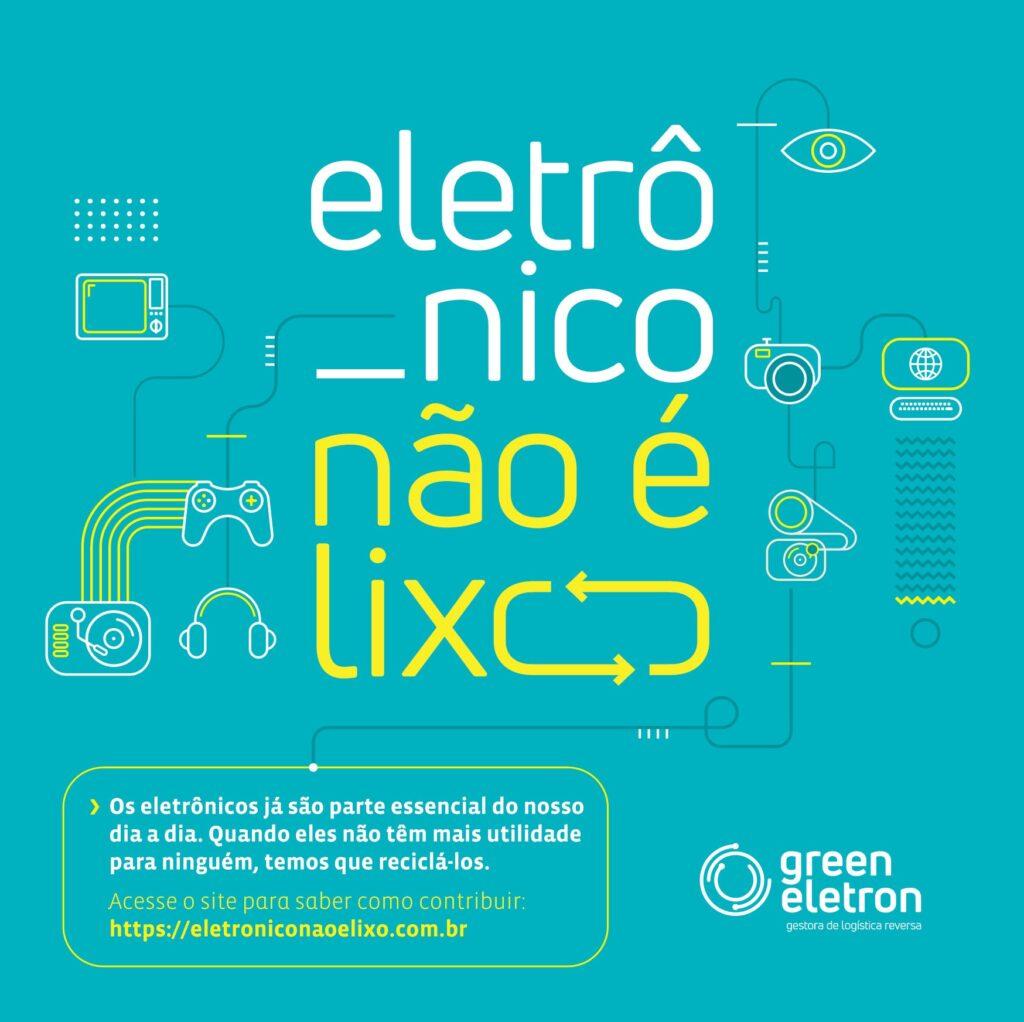 eletrô
_nico
não é
lixo
› Os eletrônicos já são parte essencial do nosso
dia a dia. Quando eles não têm mais utilidade
para ninguém, temos que reciclá-los.
Acesse o site para saber como contribuir:
https://eletroniconaoelixo.com.br
green
eletron
gestora de logística reversa